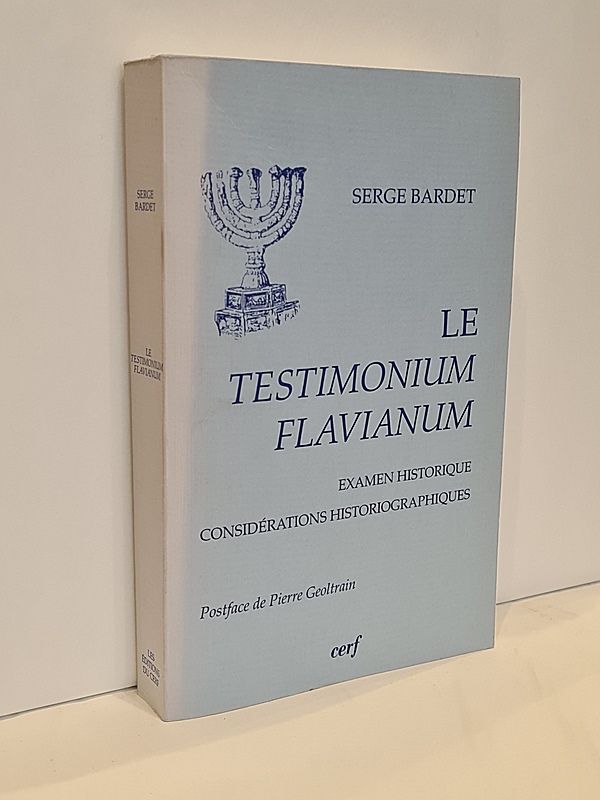 SERGE
BARDET
LE
TESTIMONIUM
FLAVIANUM
LES
ÉDITIONS
DU CERF
SERGE BARDET
LE
TESTIMONIUM
FLAVIANUM
EXAMEN HISTORIQUE
CONSIDÉRATIONS HISTORIOGRAPHIQUES
Postface de Pierre Geoltrain
cerf